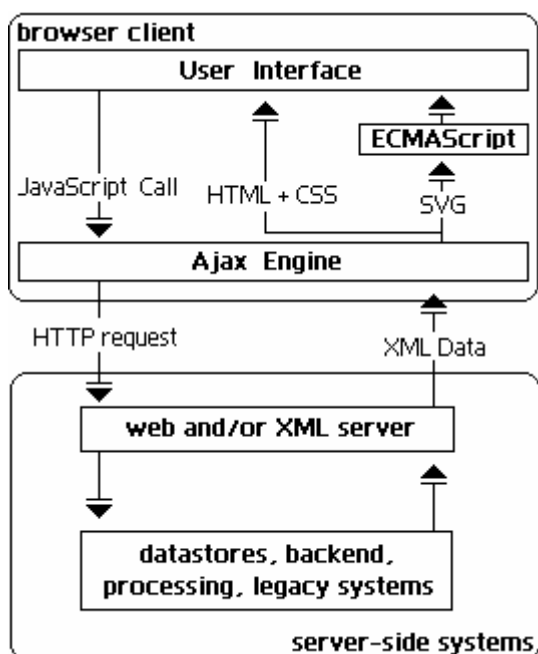 browser client
User Interface
ECMAScript
JavaScript Call
HTML + CSS
SVG
Ajax Engine
HTTP request
XML Data
web and/or XML server
datastores, backend,
processing, legacy systems
server-side systems